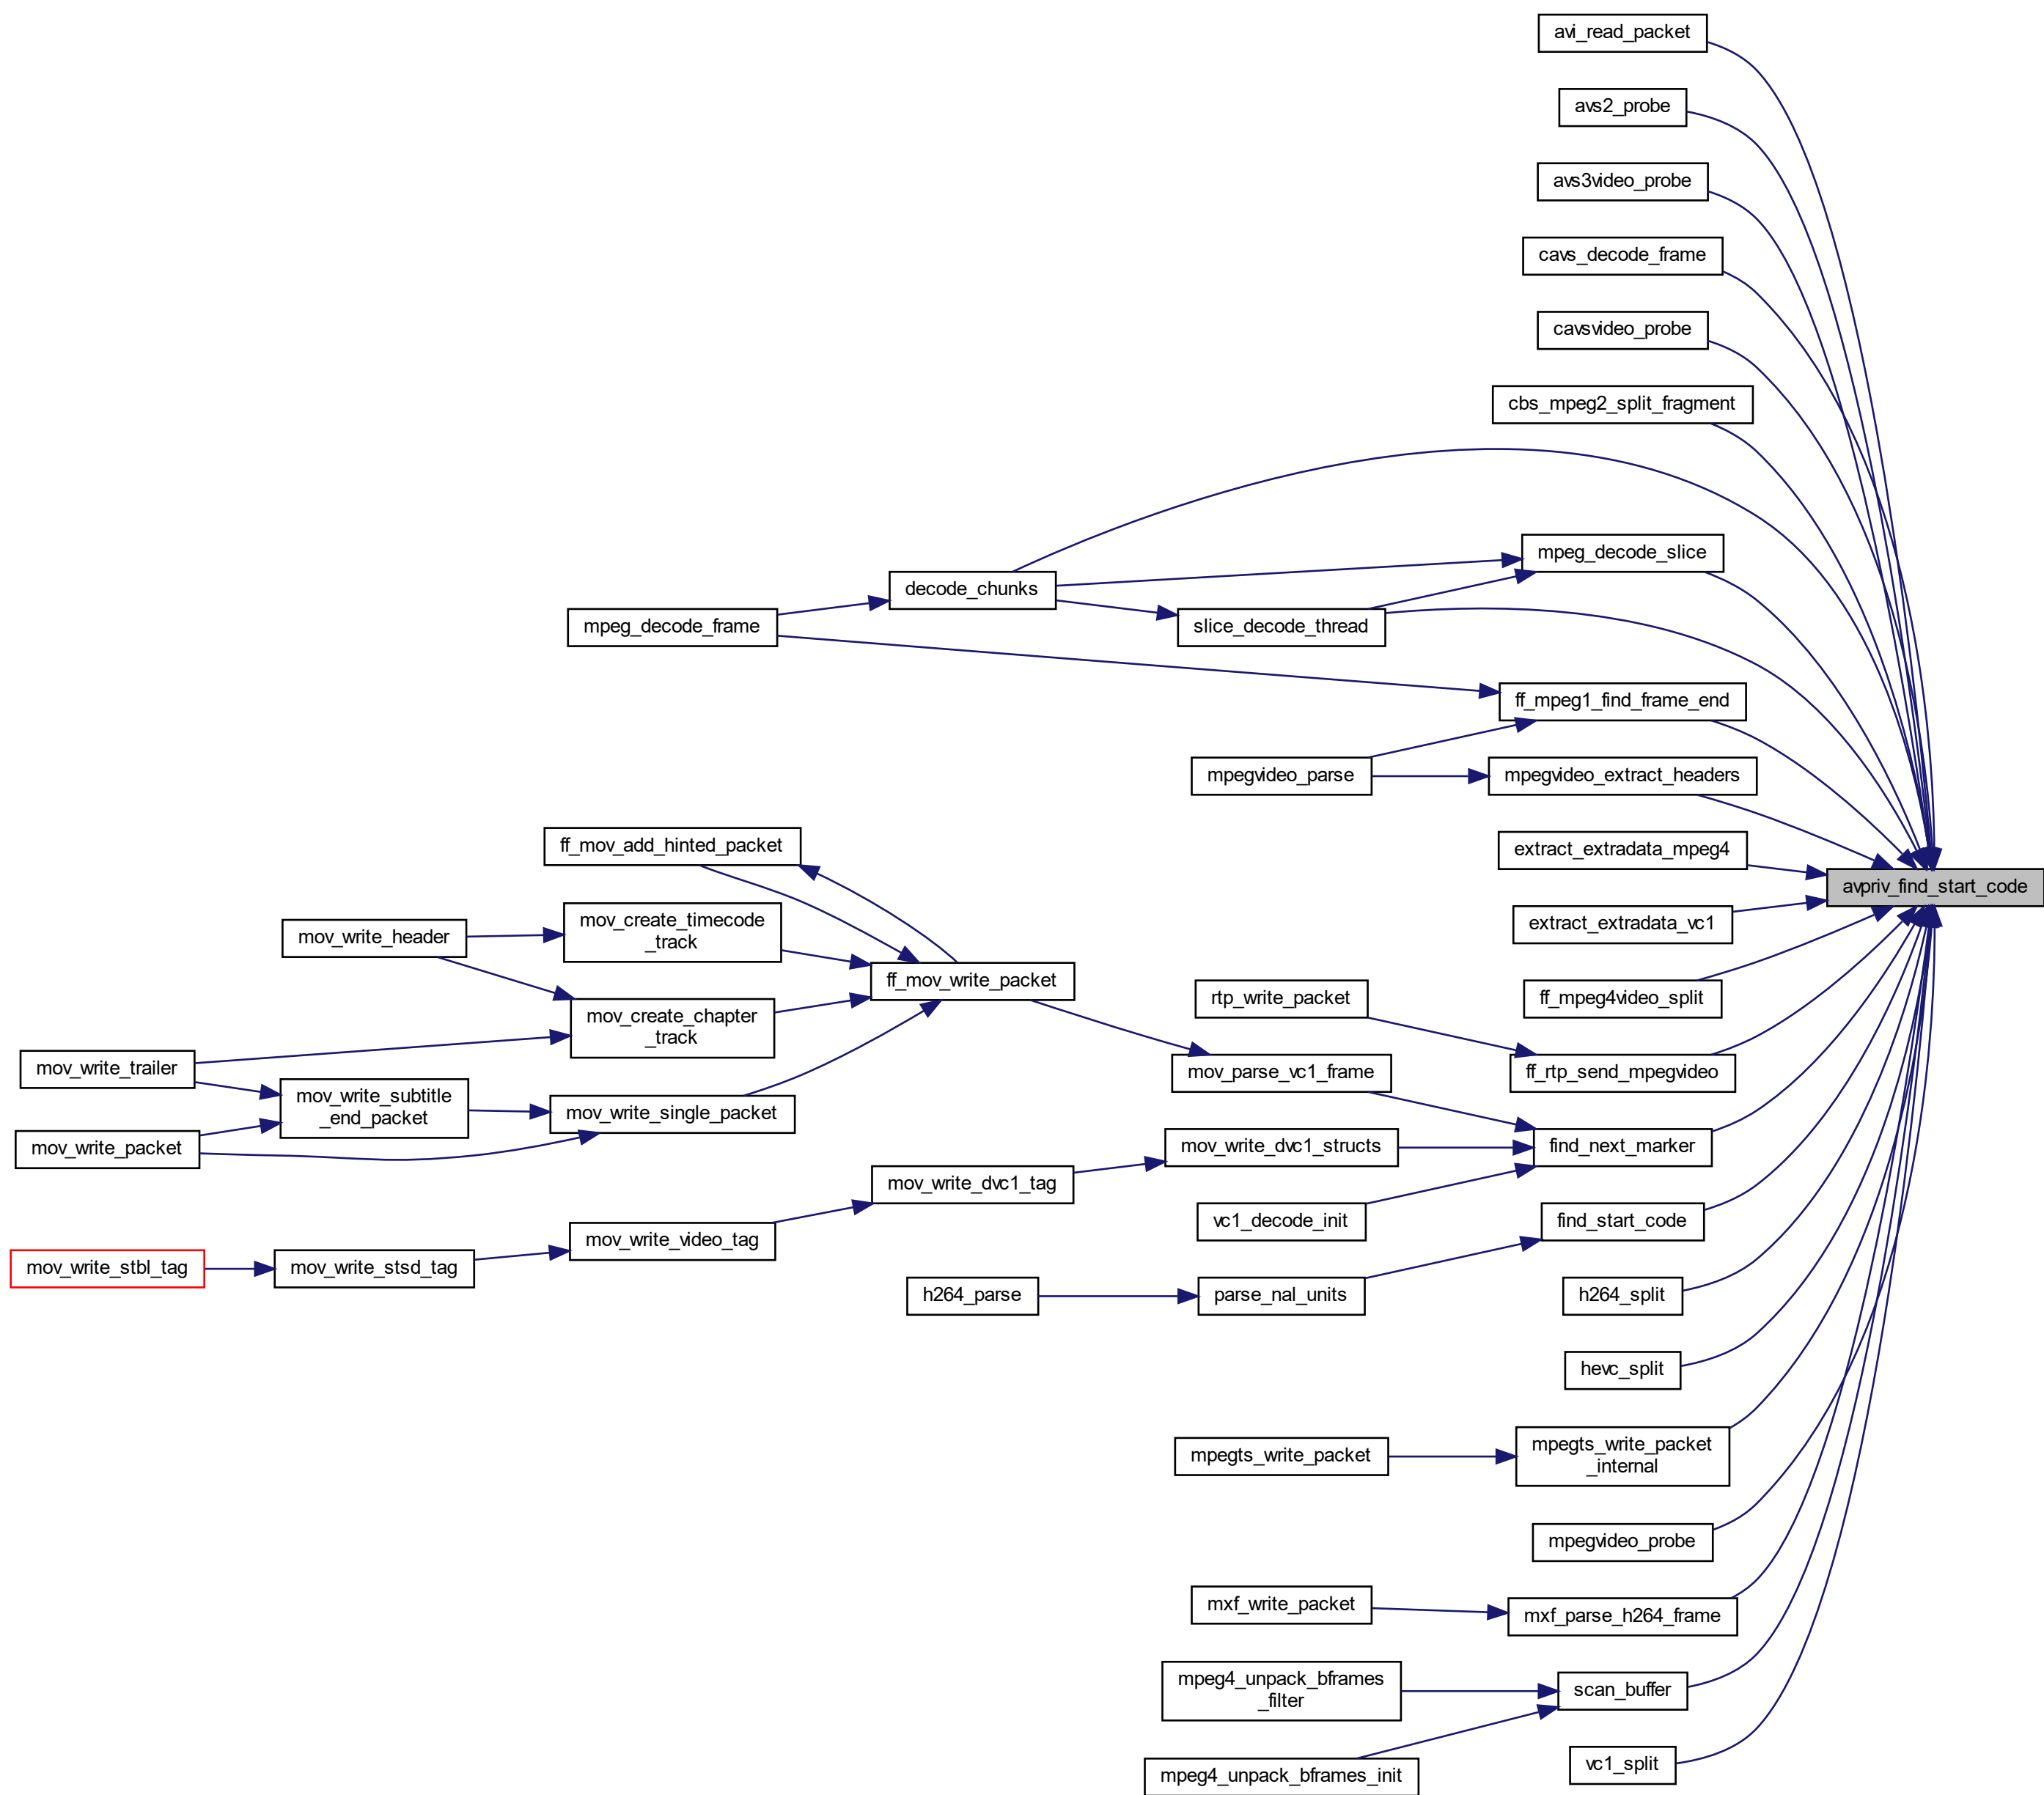 avi_read_packet
avs2_probe
avs3video_probe
cavs_decode_frame
cavsvideo_probe
cbs_mpeg2_split_fragment
mpeg_decode_slice
decode_chunks
mpeg_decode_frame
slice_decode_thread
ff_mpeg1_find_frame_end
mpegvideo_parse
mpegvideo_extract_headers
ff_mov_add_hinted_packet
extract_extradata_mpeg4
avpriv_find_start_code
mov_create_timecode
_track
mov_write_header
extract_extradata_vc1
ff_mov_write_packet
rtp_write_packet
ff_mpeg4video_split
mov_create_chapter
_track
mov_write_trailer
mov_parse_vc1_frame
ff_rtp_send_mpegvideo
mov_write_subtitle
_end_packet
mov_write_single_packet
mov_write_packet
mov_write_dvc1_structs
find_next_marker
mov_write_dvc1_tag
vc1_decode_init
find_start_code
mov_write_video_tag
mov_write_stbl_tag
mov_write_stsd_tag
h264_parse
parse_nal_units
h264_split
hevc_split
mpegts_write_packet
mpegts_write_packet
_internal
mpegvideo_probe
mxf_write_packet
mxf_parse_h264_frame
mpeg4_unpack_bframes
_filter
scan_buffer
mpeg4_unpack_bframes_init
vc1_split